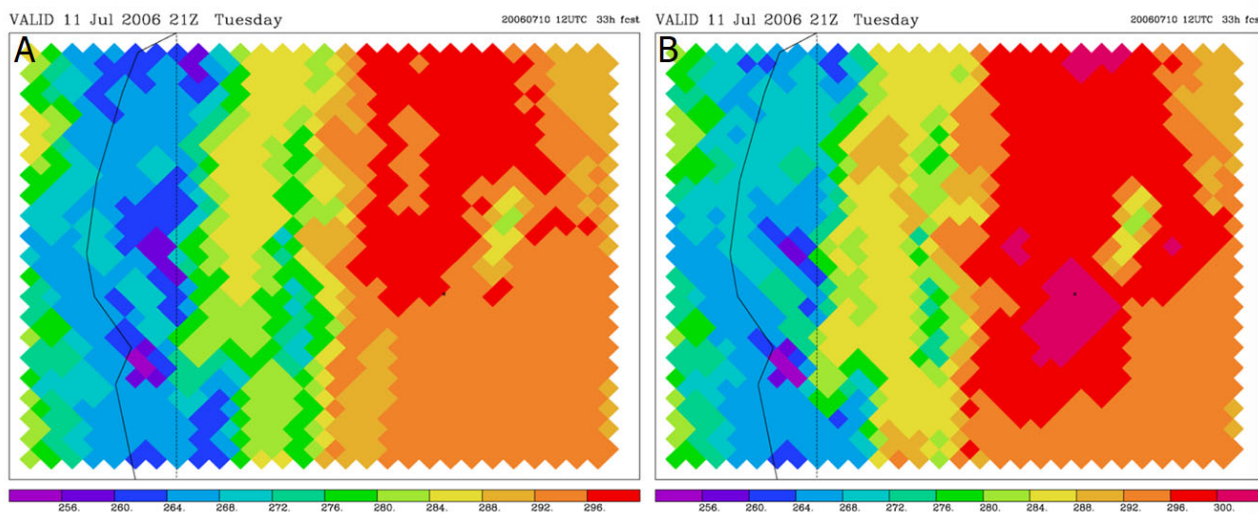 VALID 11 Jul 2006 21Z Tuesday
20060710 12UTC 33h fcst
A
256. 260. 264. 268. 272. 276. 280. 284. 288. 292. 296.
VALID 11 Jul 2006 21Z Tuesday
20060710 12UTC 33h fcst
B
256. 260. 264. 268. 272. 276. 280. 284. 288. 292. 296. 300.